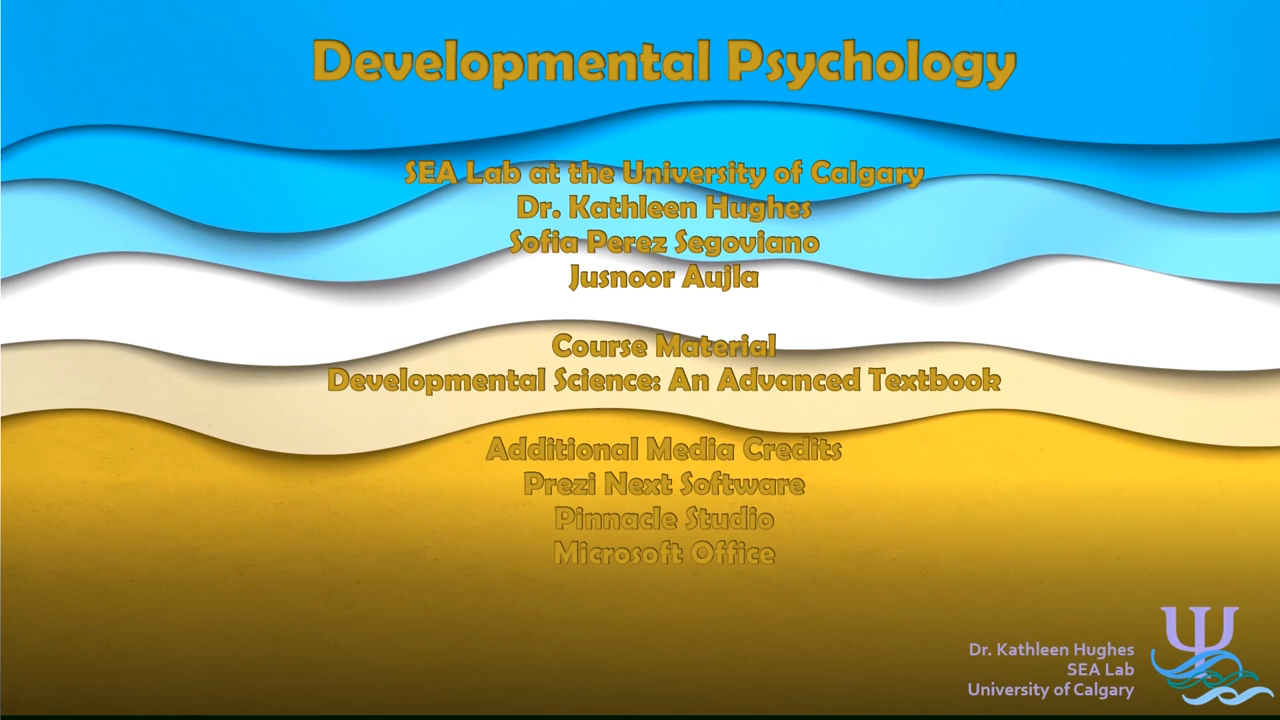 Developmental Psychology
SEA Lab at the University of Calgary
Dr. Kathleen Hughes
Sofia Perez Segoviano
Jusnoor Aujla
Course Material
Developmental Science: An Advanced Textbook
Additional Media Credits
Prezi Next Software
Pinnacle Studio
Microsoft Office
Dr. Kathleen Hughes
SEA Lab
University of Calgary